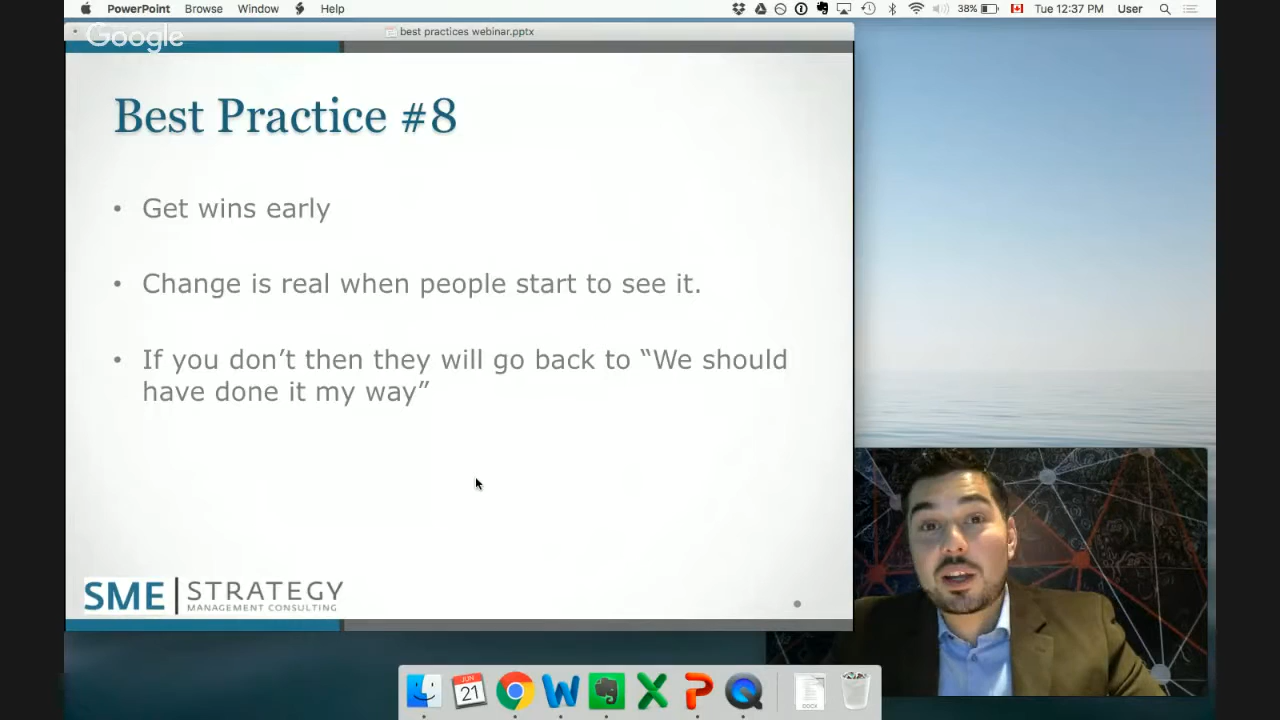 PowerPoint Browse Window Help
38% Tue 12:37 PM User
Google
best practices webinar.pptx
Best Practice #8
• Get wins early
• Change is real when people start to see it.
• If you don’t then they will go back to “We should
have done it my way”
SME STRATEGY
MANAGEMENT CONSULTING
JUN
21
DOCX